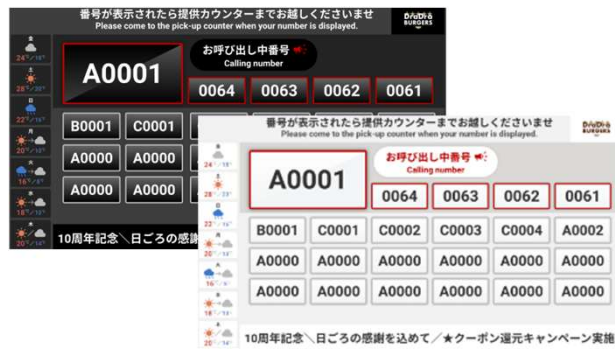 番号が表示されたら提供カウンターまでお越しくださいませ
Please come to the pick-up counter when your number is displayed.
BURGERS
お呼び出し中番号
Calling number
A0001
0064 0063 0062 0061
B0001 C0001
A0000 A0000
A0000 A0000
10周年記念＼日ごろの感謝
番号が表示されたら提供カウンターまでお越しくださいませ
Please come to the pick-up counter when your number is displayed.
BURGERS
お呼び出し中番号
Calling number
A0001
0064 0063 0062 0061
B0001 C0001 C0002 C0003 C0004 A0002
A0000 A0000 A0000 A0000 A0000 A0000
A0000 A0000 A0000 A0000 A0000 A0000
10周年記念＼日ごろの感謝を込めて／★クーポン還元キャンペーン実施